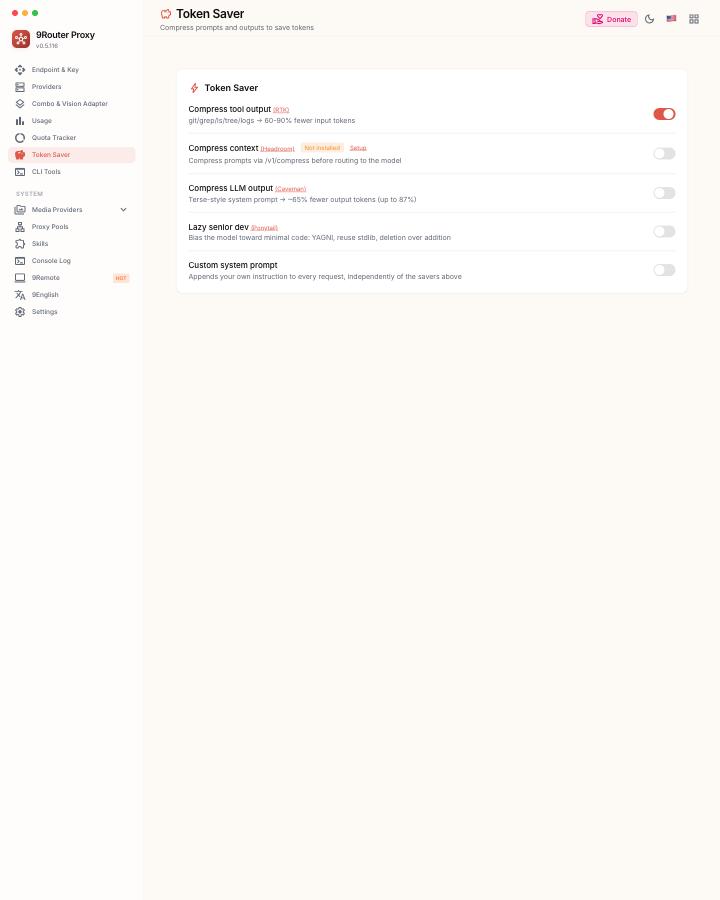 9Router Proxy
v0.5.116
Endpoint & Key
Providers
Combo & Vision Adapter
Usage
Quota Tracker
Token Saver
CLI Tools
SYSTEM
Media Providers
Proxy Pools
Skills
Console Log
9Remote
HOT
9English
Settings
Token Saver
Compress prompts and outputs to save tokens
Donate
Token Saver
Compress tool output (RTK)
git/grep/ls/tree/logs → 60-90% fewer input tokens
Compress context (Headroom) Not installed Setup
Compress prompts via /v1/compress before routing to the model
Compress LLM output (Caveman)
Terse-style system prompt → ~65% fewer output tokens (up to 87%)
Lazy senior dev (Ponytail)
Bias the model toward minimal code: YAGNI, reuse stdlib, deletion over addition
Custom system prompt
Appends your own instruction to every request, independently of the savers above